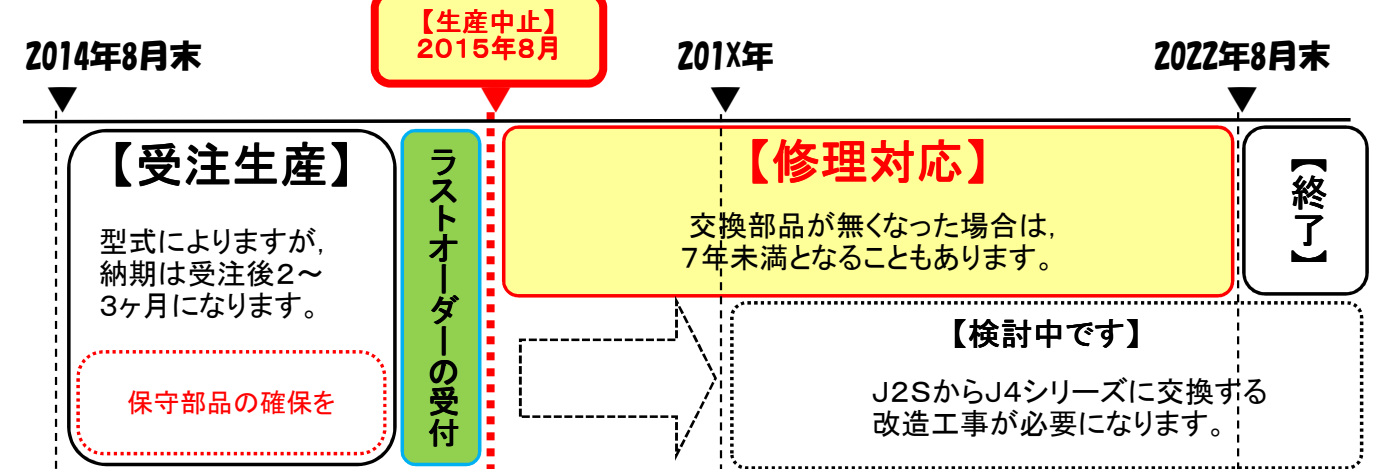 【生産中止】
2015年8月
2014年8月末
201X年
2022年8月末
【受注生産】
型式によりますが,
納期は受注後2～
3ヶ月になります。
保守部品の確保を
ラストオーダーの受付
【修理対応】
交換部品が無くなった場合は,
7年未満となることもあります。
【終了】
【検討中です】
J2SからJ4シリーズに交換する
改造工事が必要になります。